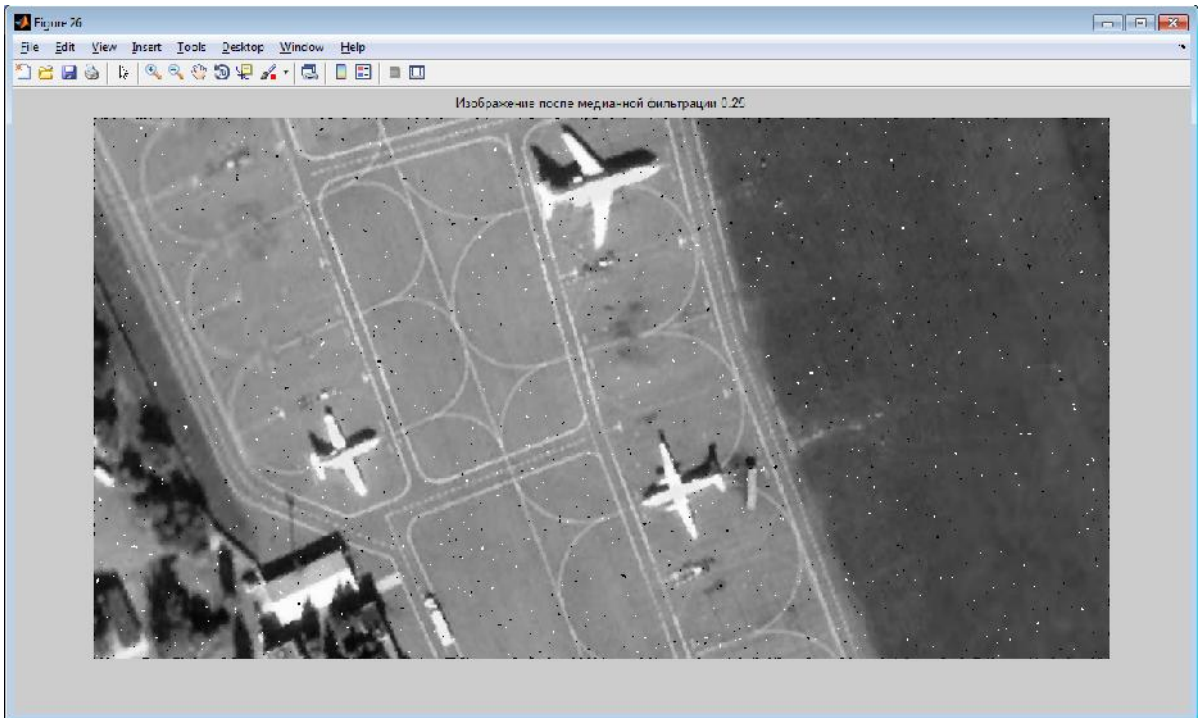 Figure 26
File Edit View Insert Tools Desktop Window Help
Изображение после медианной фильтрации 0.25